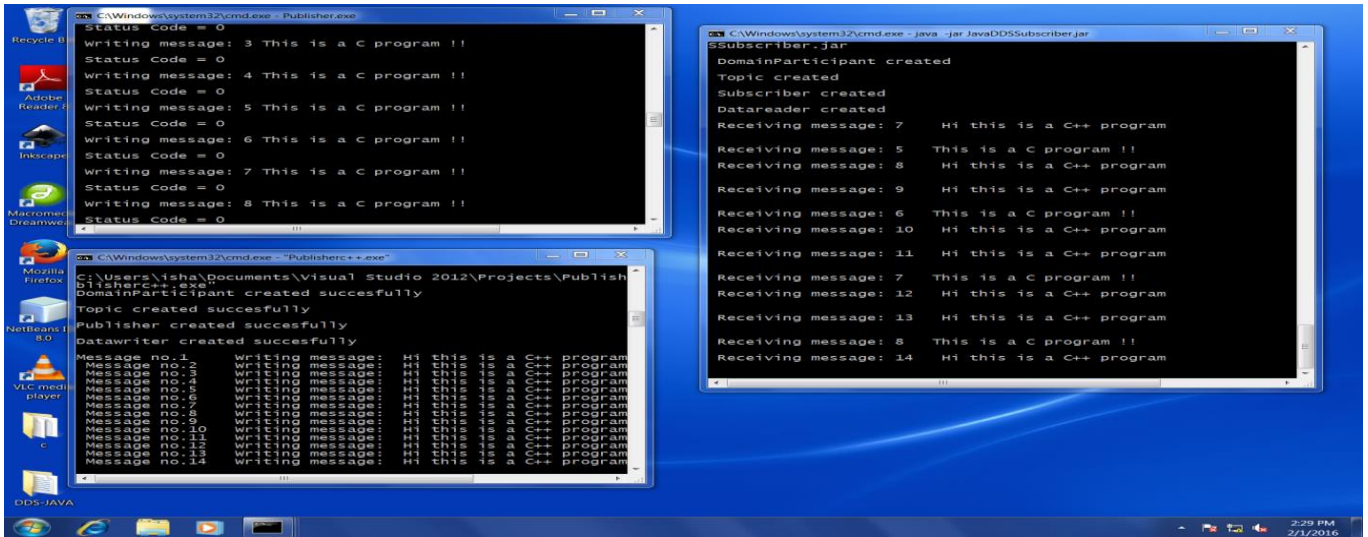 Recycle B
Adobe
Reader 8
Inkscape
Macromed
Dreamwea
Mozilla
Firefox
NetBeans I
8.0
VLC medi
player
c
DDS-JAVA
C:\Windows\system32\cmd.exe - Publisher.exe
Status Code = 0
Writing message: 3 This is a C program !!
Status Code = 0
Writing message: 4 This is a C program !!
Status Code = 0
Writing message: 5 This is a C program !!
Status Code = 0
Writing message: 6 This is a C program !!
Status Code = 0
Writing message: 7 This is a C program !!
Status Code = 0
Writing message: 8 This is a C program !!
Status Code = 0
C:\Windows\system32\cmd.exe - "Publisherc++.exe"
C:\Users\isha\Documents\Visual Studio 2012\Projects\Publish
blisherc++.exe"
DomainParticipant created succesfully
Topic created succesfully
Publisher created succesfully
Datawriter created succesfully
Message no.1 Writing message: Hi this is a C++ program
Message no.2 Writing message: Hi this is a C++ program
Message no.3 Writing message: Hi this is a C++ program
Message no.4 Writing message: Hi this is a C++ program
Message no.5 Writing message: Hi this is a C++ program
Message no.6 Writing message: Hi this is a C++ program
Message no.7 Writing message: Hi this is a C++ program
Message no.8 Writing message: Hi this is a C++ program
Message no.9 Writing message: Hi this is a C++ program
Message no.10 Writing message: Hi this is a C++ program
Message no.11 Writing message: Hi this is a C++ program
Message no.12 Writing message: Hi this is a C++ program
Message no.13 Writing message: Hi this is a C++ program
Message no.14 Writing message: Hi this is a C++ program
C:\Windows\system32\cmd.exe - java -jar JavaDDSSubscriber.jar
SSubscriber.jar
DomainParticipant created
Topic created
Subscriber created
Datareader created
Receiving message: 7 Hi this is a C++ program
Receiving message: 5 This is a C program !!
Receiving message: 8 Hi this is a C++ program
Receiving message: 9 Hi this is a C++ program
Receiving message: 6 This is a C program !!
Receiving message: 10 Hi this is a C++ program
Receiving message: 11 Hi this is a C++ program
Receiving message: 7 This is a C program !!
Receiving message: 12 Hi this is a C++ program
Receiving message: 13 Hi this is a C++ program
Receiving message: 8 This is a C program !!
Receiving message: 14 Hi this is a C++ program
2:29 PM
2/1/2016